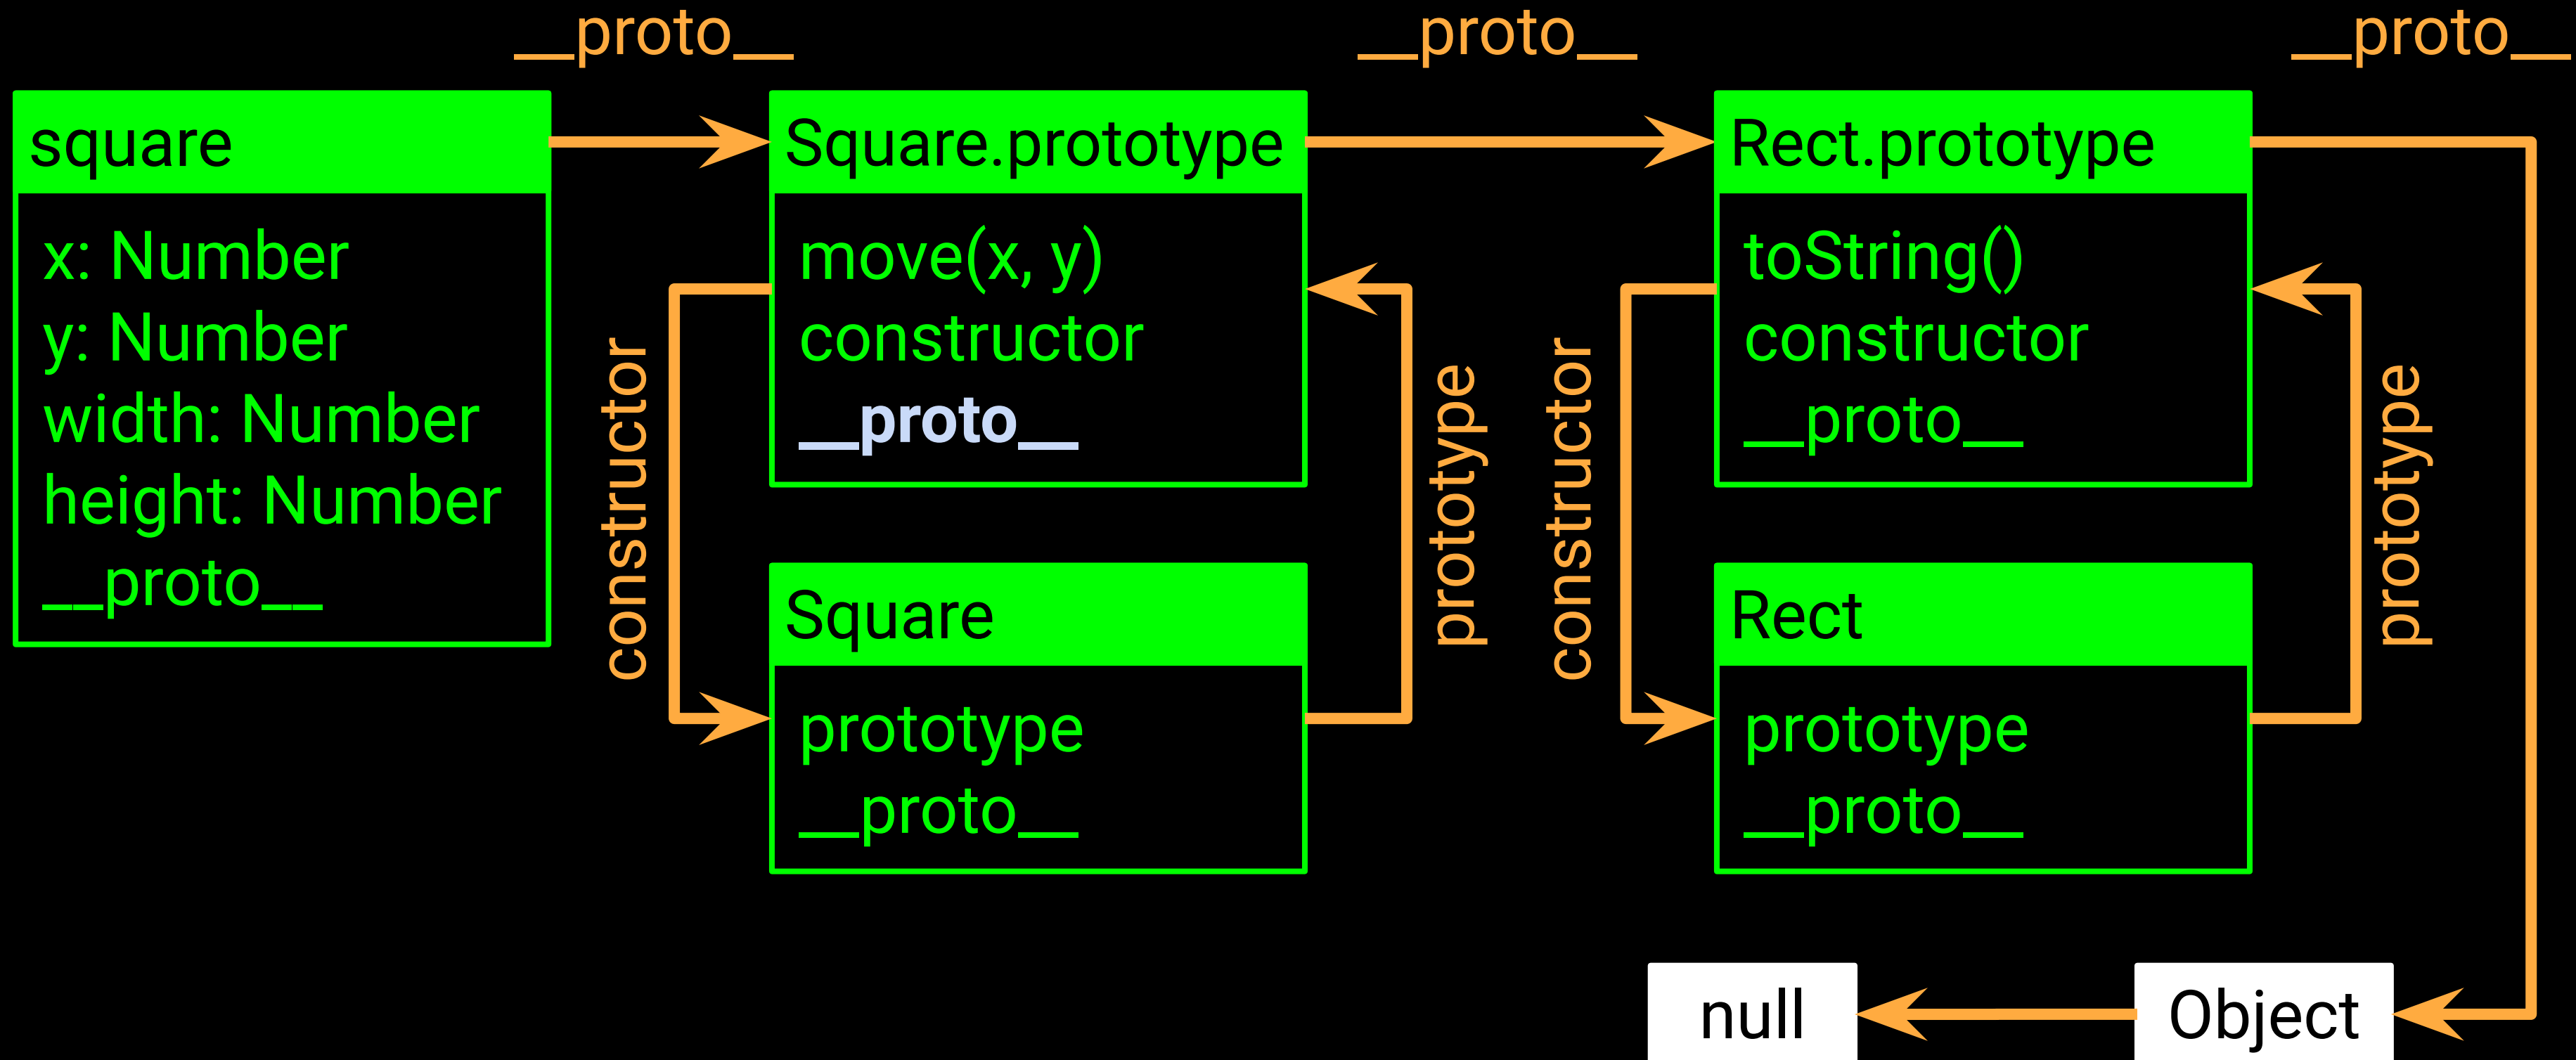 __proto__
__proto__
__proto__
square
x: Number
y: Number
width: Number
height: Number
__proto__
constructor
Square.prototype
move(x, y)
constructor
__proto__
Square
prototype
__proto__
prototype
constructor
Rect.prototype
toString()
constructor
__proto__
Rect
prototype
__proto__
prototype
null
Object